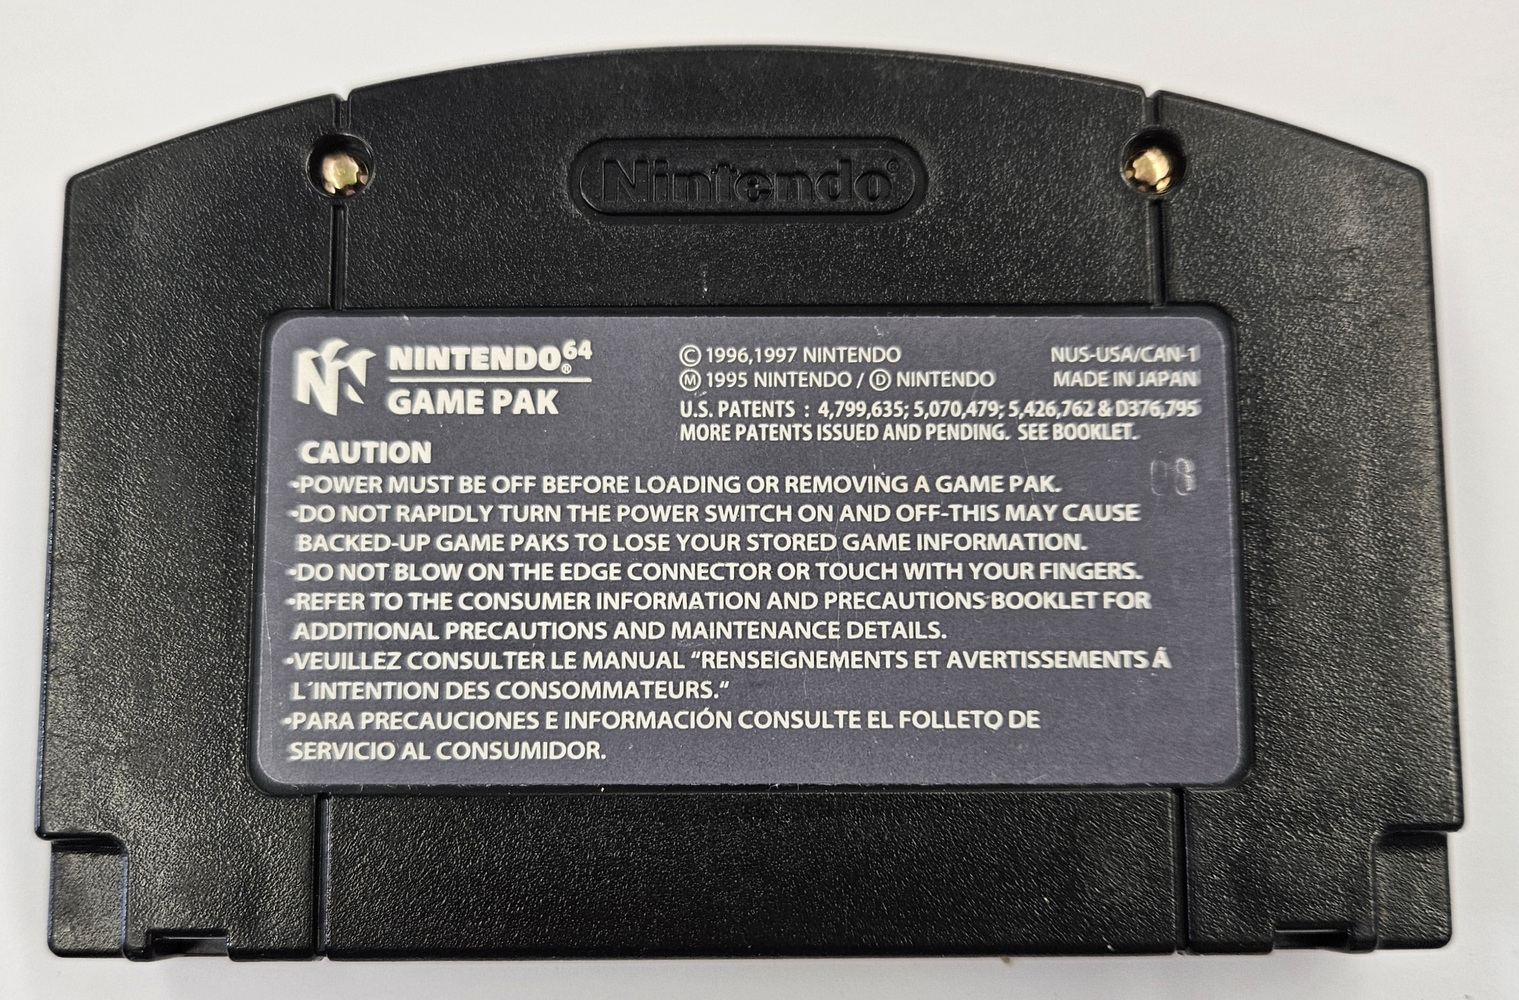 Nintendo®
NINTENDO⁶⁴®
GAME PAK
© 1996,1997 NINTENDO
Ⓜ 1995 NINTENDO / Ⓓ NINTENDO
NUS-USA/CAN-1
MADE IN JAPAN
U.S. PATENTS : 4,799,635; 5,070,479; 5,426,762 & D376,795
MORE PATENTS ISSUED AND PENDING. SEE BOOKLET.
CAUTION
•POWER MUST BE OFF BEFORE LOADING OR REMOVING A GAME PAK.
•DO NOT RAPIDLY TURN THE POWER SWITCH ON AND OFF-THIS MAY CAUSE
BACKED-UP GAME PAKS TO LOSE YOUR STORED GAME INFORMATION.
•DO NOT BLOW ON THE EDGE CONNECTOR OR TOUCH WITH YOUR FINGERS.
•REFER TO THE CONSUMER INFORMATION AND PRECAUTIONS BOOKLET FOR
ADDITIONAL PRECAUTIONS AND MAINTENANCE DETAILS.
•VEUILLEZ CONSULTER LE MANUAL “RENSEIGNEMENTS ET AVERTISSEMENTS Á
L´INTENTION DES CONSOMMATEURS.“
•PARA PRECAUCIONES E INFORMACIÓN CONSULTE EL FOLLETO DE
SERVICIO AL CONSUMIDOR.